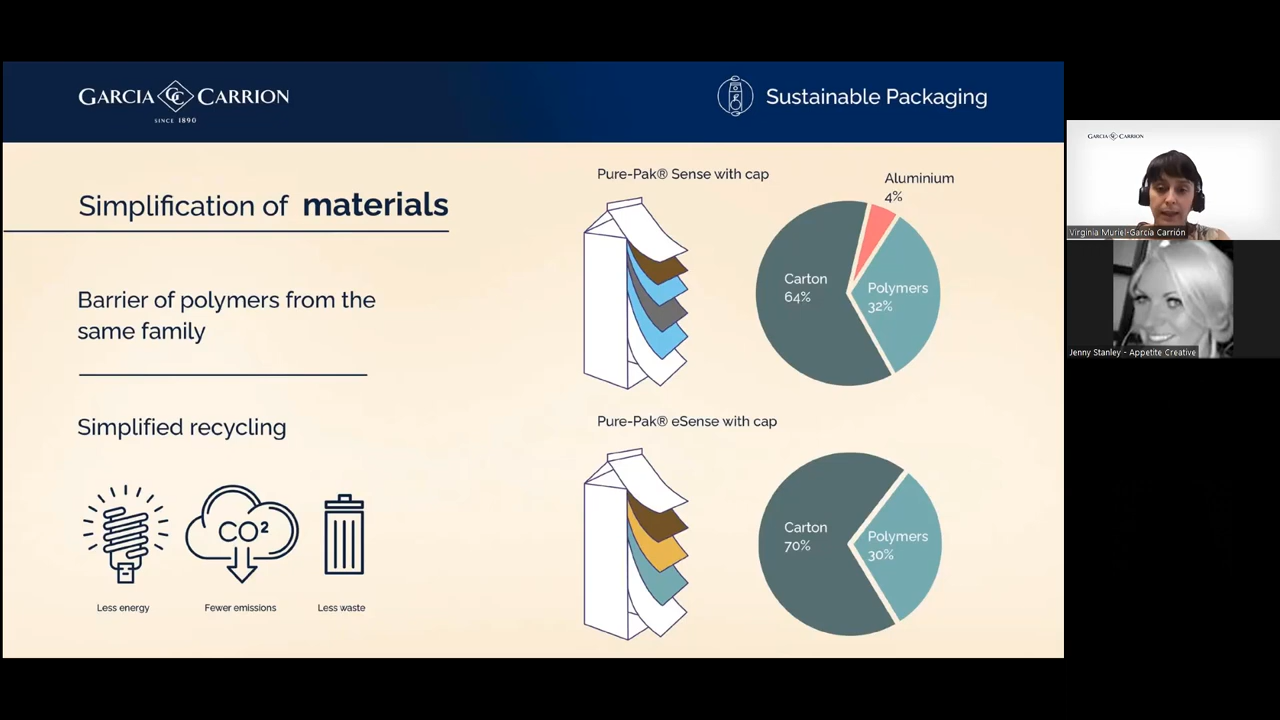 GARCIA GC CARRION
SINCE 1890
Sustainable Packaging
Simplification of materials
Barrier of polymers from the
same family
Simplified recycling
CO²
Less energy
Fewer emissions
Less waste
Pure-Pak® Sense with cap
Aluminium
4%
Carton
64%
Polymers
32%
Pure-Pak® eSense with cap
Carton
70%
Polymers
30%
GARCIA GC CARRION
Virginia Muriel-García Carrión
Jenny Stanley - Appetite Creative